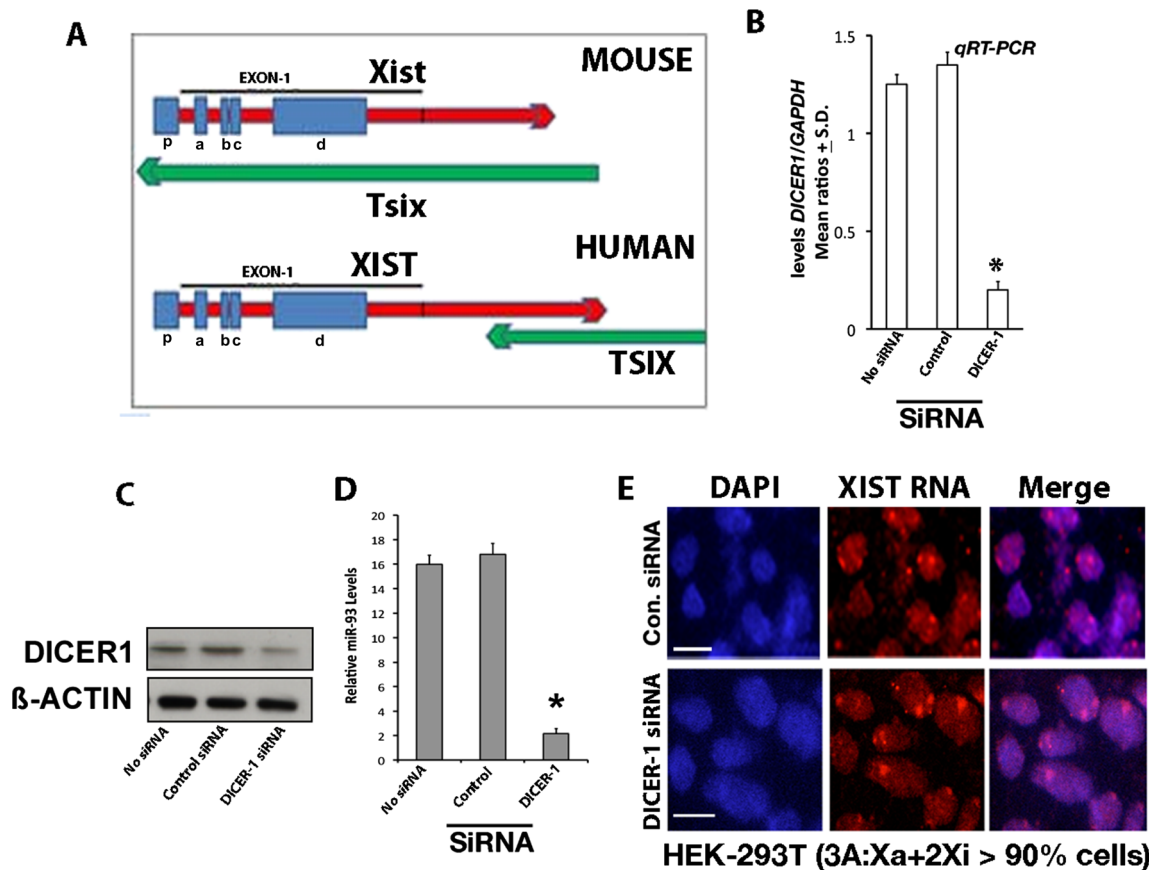 A
MOUSE
EXON-1
Xist
p a b c d
Tsix
HUMAN
EXON-1
XIST
p a b c d
TSIX
B
qRT-PCR
levels DICER1/GAPDH
Mean ratios ± S.D.
1.5
1
0.5
0
*
No siRNA
Control
DICER-1
SiRNA
C
DICER1
ß-ACTIN
No siRNA
Control siRNA
DICER-1 siRNA
D
Relative miR-93 Levels
20
18
16
14
12
10
8
6
4
2
0
*
No siRNA
Control
DICER-1
SiRNA
E
DAPI XIST RNA Merge
Con. siRNA
DICER-1 siRNA
HEK-293T (3A:Xa+2Xi > 90% cells)